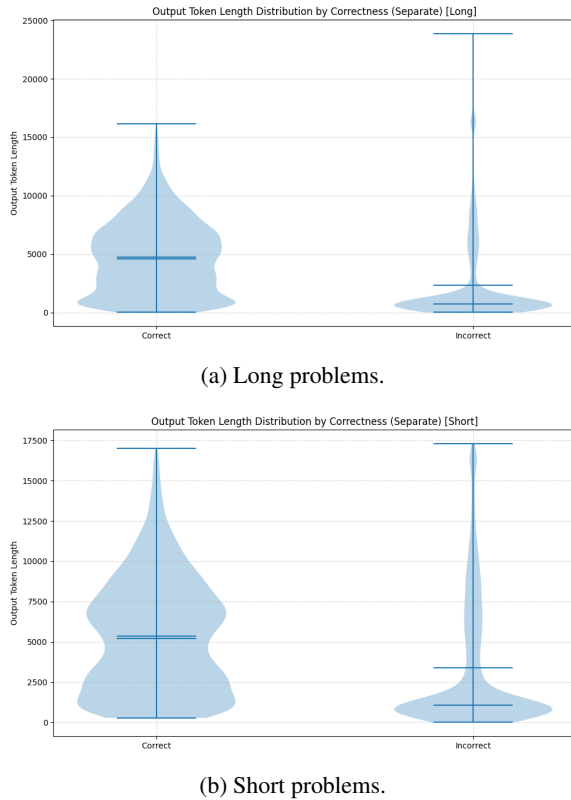 Output Token Length Distribution by Correctness (Separate) [Long]
25000
20000
15000
10000
5000
0
Output Token Length
Correct
Incorrect
(a) Long problems.
Output Token Length Distribution by Correctness (Separate) [Short]
17500
15000
12500
10000
7500
5000
2500
0
Output Token Length
Correct
Incorrect
(b) Short problems.